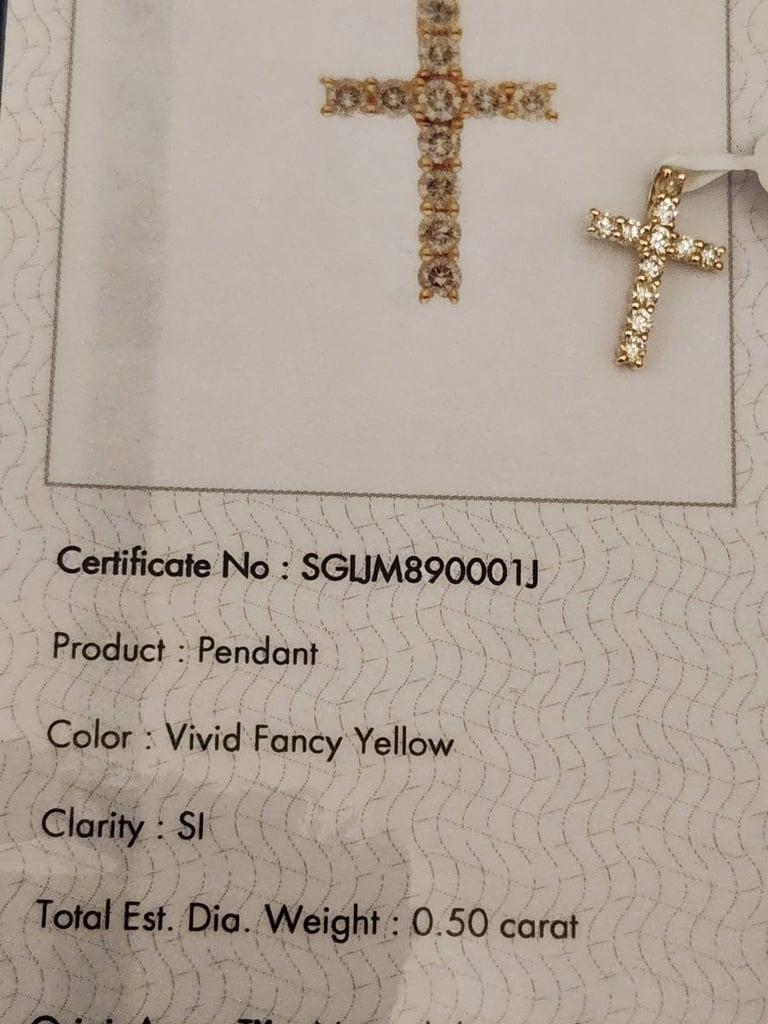 Certificate No : SGLJM890001J
Product : Pendant
Color : Vivid Fancy Yellow
Clarity : SI
Total Est. Dia. Weight : 0.50 carat